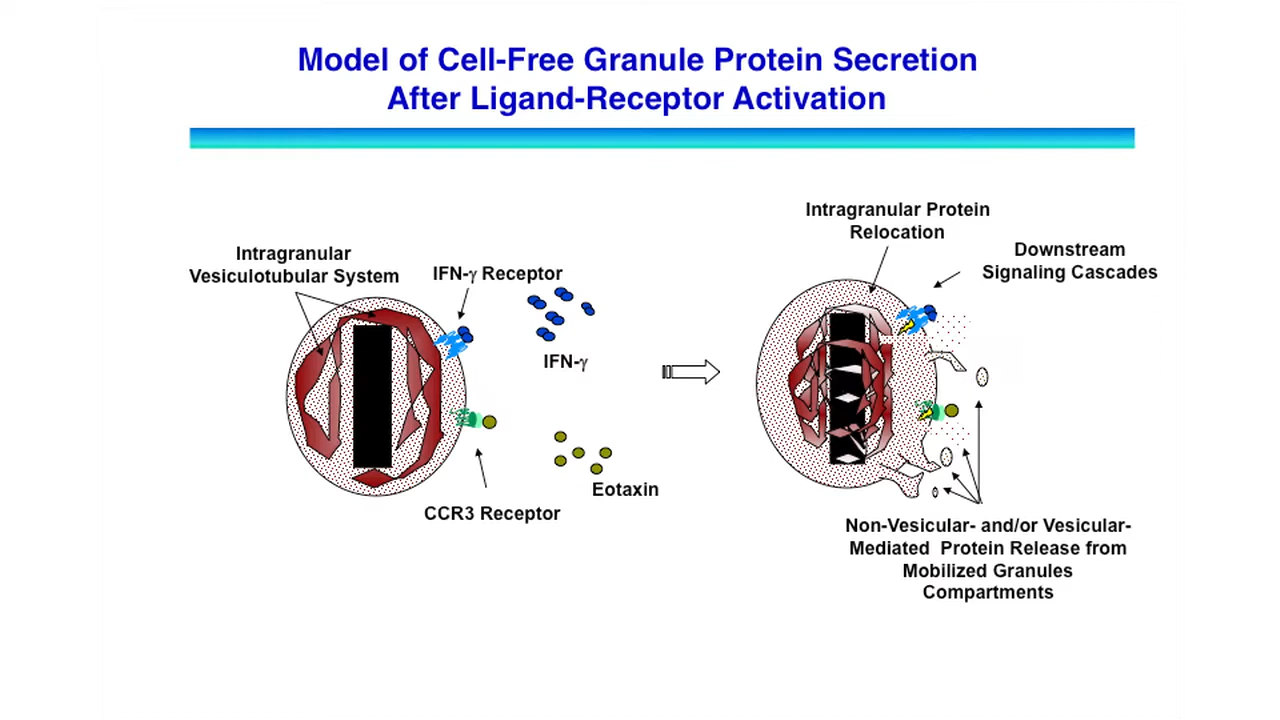 Model of Cell-Free Granule Protein Secretion
After Ligand-Receptor Activation
Intragranular
Vesiculotubular System
IFN-γ Receptor
IFN-γ
Eotaxin
CCR3 Receptor
Intragranular Protein
Relocation
Downstream
Signaling Cascades
Non-Vesicular- and/or Vesicular-
Mediated Protein Release from
Mobilized Granules
Compartments